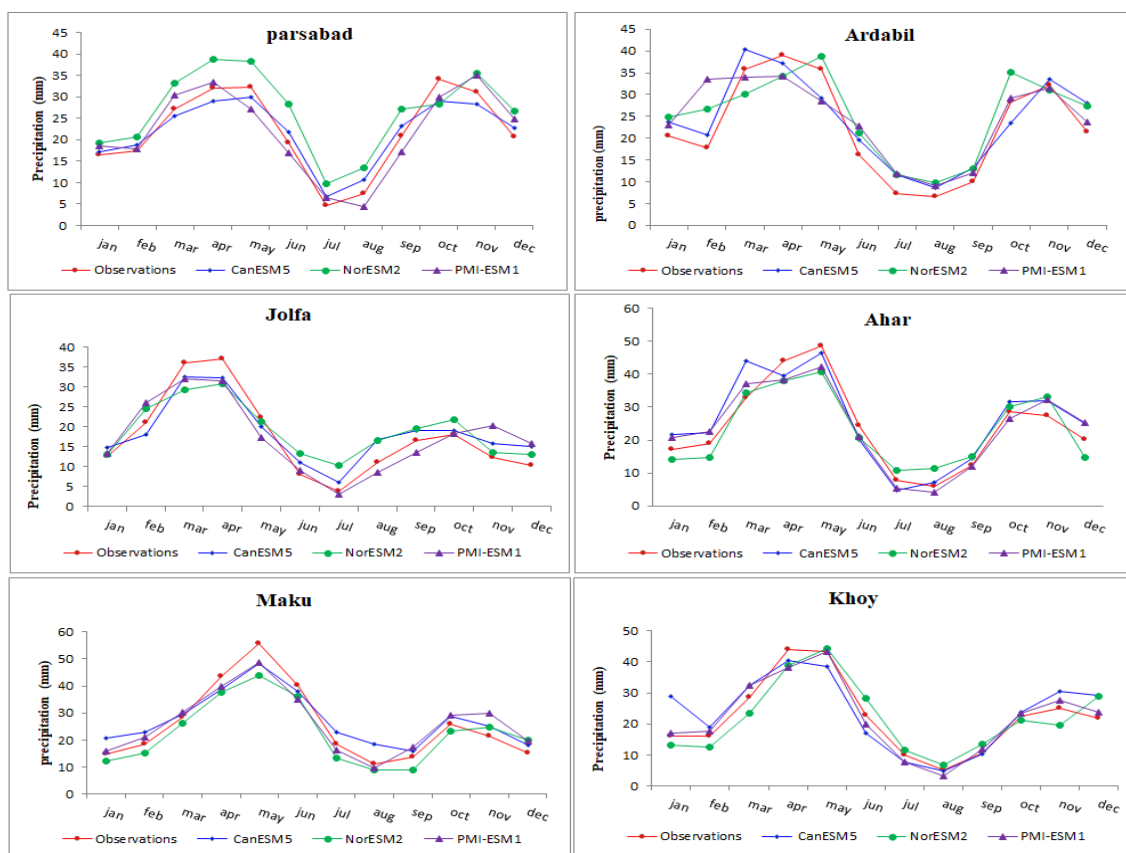 parsabad
Precipitation (mm)
45
40
35
30
25
20
15
10
5
0
jan feb mar apr may jun jul aug sep oct nov dec
Observations CanESM5 NorESM2 PMI-ESM1
Ardabil
precipitation (mm)
45
40
35
30
25
20
15
10
5
0
jan feb mar apr may jun jul aug sep oct nov dec
Observations CanESM5 NorESM2 PMI-ESM1
Jolfa
Precipitation (mm)
40
35
30
25
20
15
10
5
0
jan feb mar apr may jun jul aug sep oct nov dec
Observations CanESM5 NorESM2 PMI-ESM1
Ahar
Precipitation (mm)
60
50
40
30
20
10
0
jan feb mar apr may jun jul aug sep oct nov dec
Observations CanESM5 NorESM2 PMI-ESM1
Maku
precipitation (mm)
60
50
40
30
20
10
0
jan feb mar apr may jun jul aug sep oct nov dec
Observations CanESM5 NorESM2 PMI-ESM1
Khoy
Precipitation (mm)
50
40
30
20
10
0
jan feb mar apr may jun jul aug sep oct nov dec
Observations CanESM5 NorESM2 PMI-ESM1